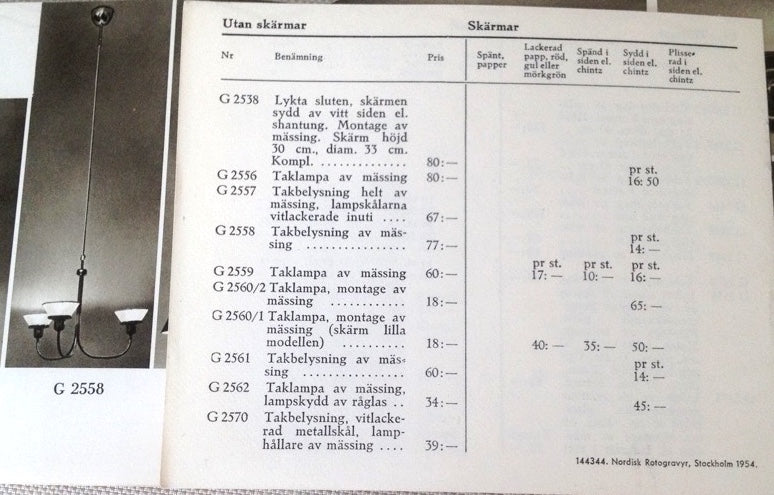 Utan skärmar Skärmar
Nr Benämning Pris Spänt, papper Lackerad papp, röd, gul eller mörkgrön Spänd i siden el. chintz Sydd i siden el. chintz Plisse- rad i siden el. chintz
G 2538 Lykta sluten, skärmen
sydd av vitt siden el.
shantung. Montage av
mässing. Skärm höjd
30 cm., diam. 33 cm.
Kompl. .............. 80:—
G 2556 Taklampa av mässing 80:— pr st. 16:50
G 2557 Takbelysning helt av
mässing, lampskålarna
vitlackerade inuti .... 67:—
G 2558 Takbelysning av mäs-
sing ................ 77:— pr st. 14:—
G 2559 Taklampa av mässing 60:— pr st. 17:— pr st. 10:— pr st. 16:—
G 2560/2 Taklampa, montage av
mässing ............ 18:— 65:—
G 2560/1 Taklampa, montage av
mässing (skärm lilla
modellen) .......... 18:— 40:— 35:— 50:—
G 2561 Takbelysning av mäs-
sing ................ 60:— pr st. 14:—
G 2562 Taklampa av mässing,
lampskydd av råglas .. 34:— 45:—
G 2570 Takbelysning, vitlacke-
rad metallskål, lamp-
hållare av mässing .... 39:—
G 2558
144344. Nordisk Rotogravyr, Stockholm 1954.